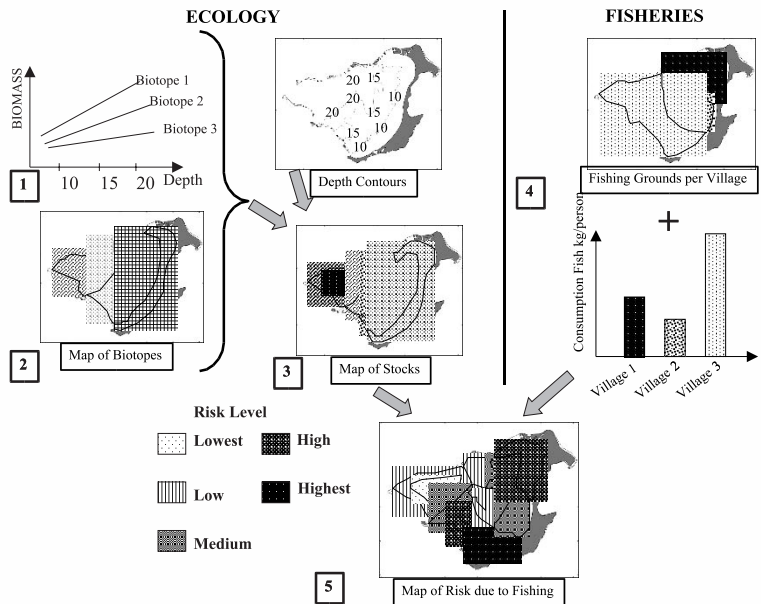 ECOLOGY
FISHERIES
BIOMASS
Biotope 1
Biotope 2
Biotope 3
10 15 20 Depth
1
20 15
20 10
20 15
15 10
10
Depth Contours
4
Fishing Grounds per Village
+
2
Map of Biotopes
3
Map of Stocks
Consumption Fish kg/person
Village 1
Village 2
Village 3
Risk Level
Lowest
High
Low
Highest
Medium
5
Map of Risk due to Fishing